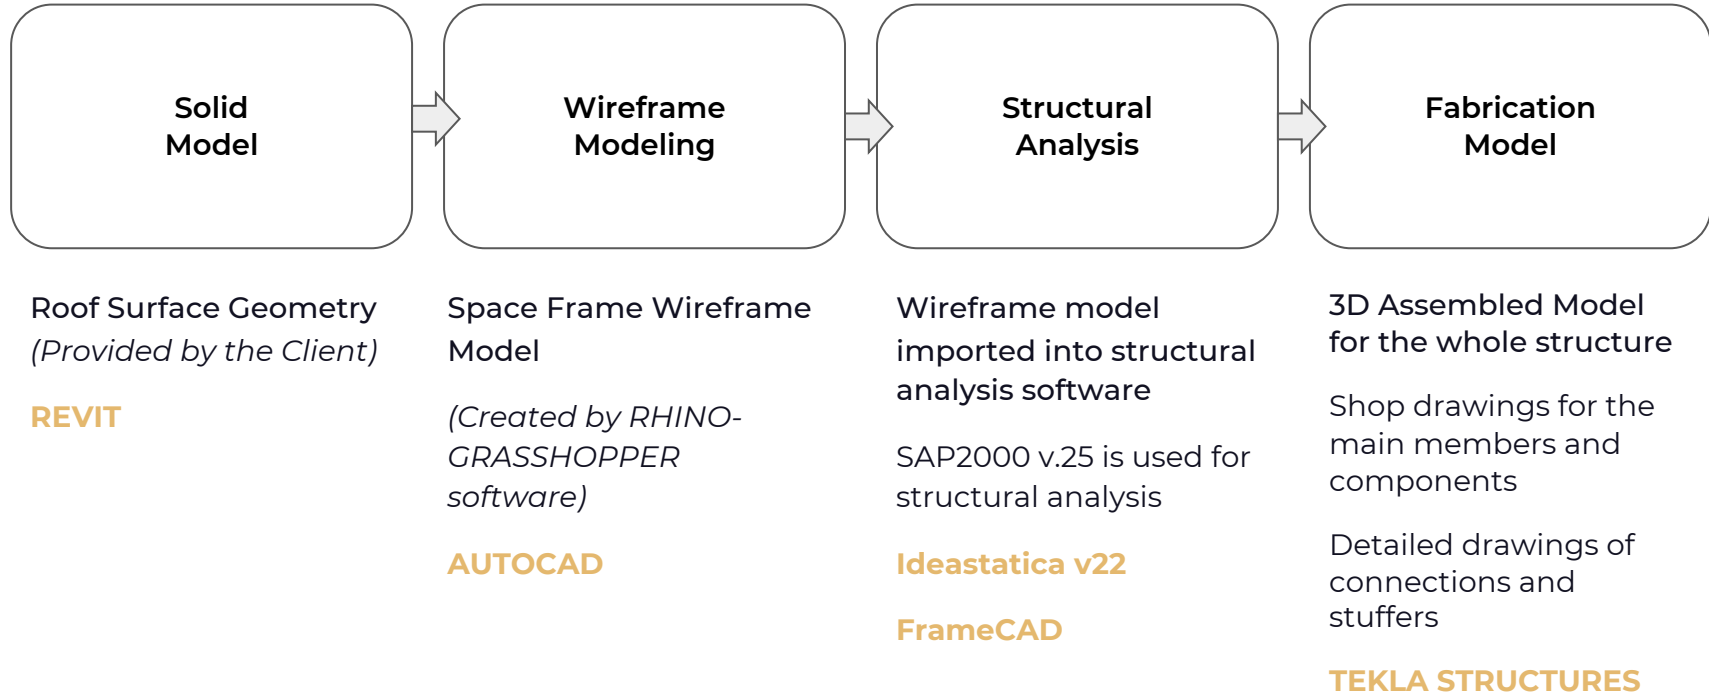 Solid
Model
Wireframe
Modeling
Structural
Analysis
Fabrication
Model
Roof Surface Geometry
(Provided by the Client)
REVIT
Space Frame Wireframe
Model
(Created by RHINO-
GRASSHOPPER
software)
AUTOCAD
Wireframe model
imported into structural
analysis software
SAP2000 v.25 is used for
structural analysis
Ideastatica v22
FrameCAD
3D Assembled Model
for the whole structure
Shop drawings for the
main members and
components
Detailed drawings of
connections and
stuffers
TEKLA STRUCTURES